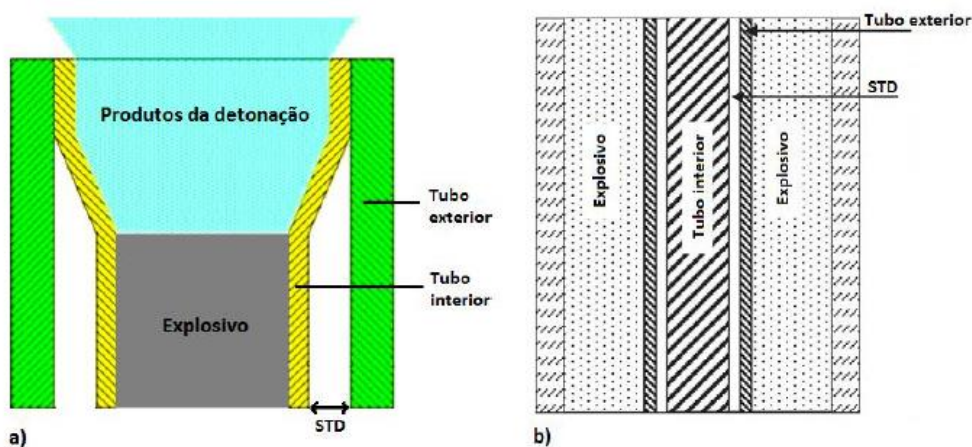 Produtos da detonação
Tubo
exterior
Tubo
interior
Explosivo
STD
a)
Tubo exterior
STD
Explosivo
Tubo interior
Explosivo
b)